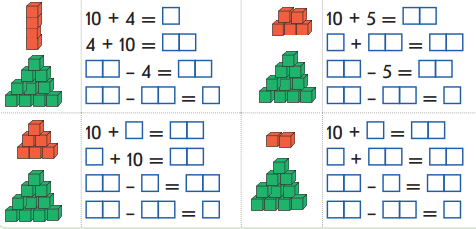 10 + 4 = □
4 + 10 = □□
□□ – 4 = □□
□□ – □□ = □
10 + 5 = □□
□ + □□ = □□
□□ – 5 = □□
□□ – □□ = □
10 + □ = □□
□ + 10 = □□
□□ – □ = □□
□□ – □□ = □
10 + □ = □□
□ + □□ = □□
□□ – □ = □□
□□ – □□ = □